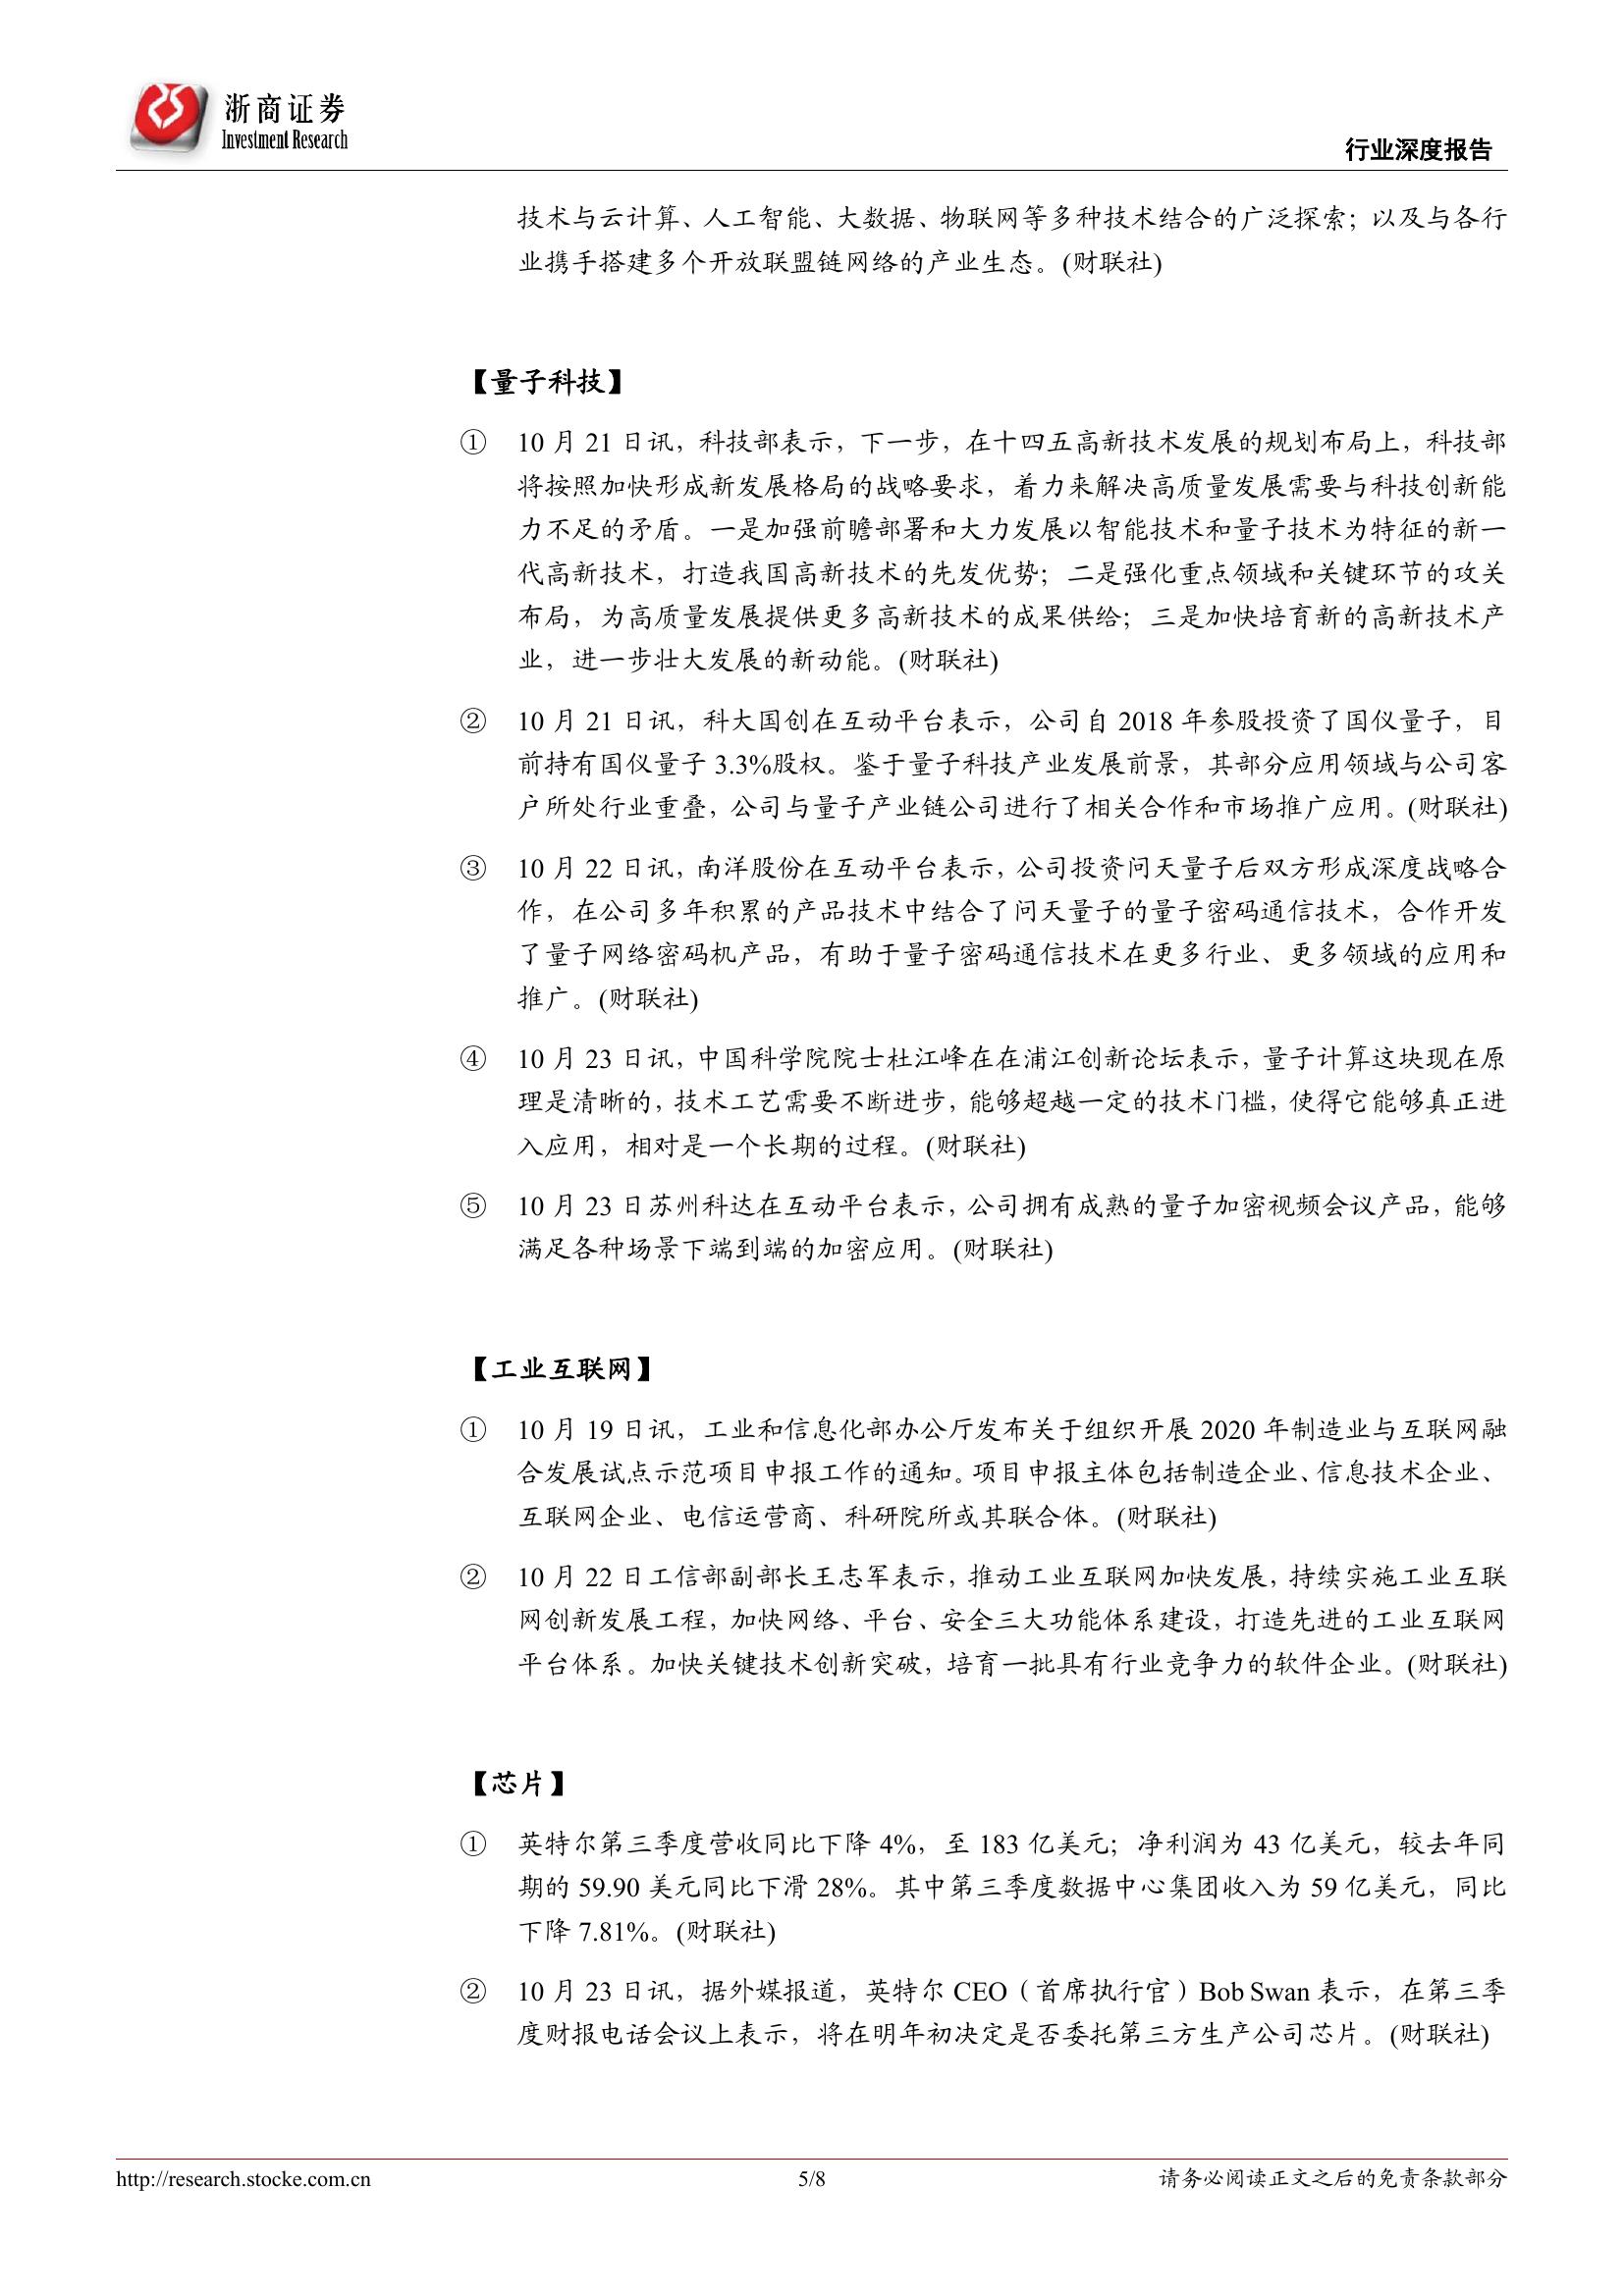 浙商证券
Investment Research
行业深度报告
技术与云计算、人工智能、大数据、物联网等多种技术结合的广泛探索；以及与各行
业携手搭建多个开放联盟链网络的产业生态。(财联社)
【量子科技】
① 10 月 21 日讯，科技部表示，下一步，在十四五高新技术发展的规划布局上，科技部
将按照加快形成新发展格局的战略要求，着力来解决高质量发展需要与科技创新能
力不足的矛盾。一是加强前瞻部署和大力发展以智能技术和量子技术为特征的新一
代高新技术，打造我国高新技术的先发优势；二是强化重点领域和关键环节的攻关
布局，为高质量发展提供更多高新技术的成果供给；三是加快培育新的高新技术产
业，进一步壮大发展的新动能。(财联社)
② 10 月 21 日讯，科大国创在互动平台表示，公司自 2018 年参股投资了国仪量子，目
前持有国仪量子 3.3%股权。鉴于量子科技产业发展前景，其部分应用领域与公司客
户所处行业重叠，公司与量子产业链公司进行了相关合作和市场推广应用。(财联社)
③ 10 月 22 日讯，南洋股份在互动平台表示，公司投资问天量子后双方形成深度战略合
作，在公司多年积累的产品技术中结合了问天量子的量子密码通信技术，合作开发
了量子网络密码机产品，有助于量子密码通信技术在更多行业、更多领域的应用和
推广。(财联社)
④ 10 月 23 日讯，中国科学院院士杜江峰在在浦江创新论坛表示，量子计算这块现在原
理是清晰的，技术工艺需要不断进步，能够超越一定的技术门槛，使得它能够真正进
入应用，相对是一个长期的过程。(财联社)
⑤ 10 月 23 日苏州科达在互动平台表示，公司拥有成熟的量子加密视频会议产品，能够
满足各种场景下端到端的加密应用。(财联社)
【工业互联网】
① 10 月 19 日讯，工业和信息化部办公厅发布关于组织开展 2020 年制造业与互联网融
合发展试点示范项目申报工作的通知。项目申报主体包括制造企业、信息技术企业、
互联网企业、电信运营商、科研院所或其联合体。(财联社)
② 10 月 22 日工信部副部长王志军表示，推动工业互联网加快发展，持续实施工业互联
网创新发展工程，加快网络、平台、安全三大功能体系建设，打造先进的工业互联网
平台体系。加快关键技术创新突破，培育一批具有行业竞争力的软件企业。(财联社)
【芯片】
① 英特尔第三季度营收同比下降 4%，至 183 亿美元；净利润为 43 亿美元，较去年同
期的 59.90 美元同比下滑 28%。其中第三季度数据中心集团收入为 59 亿美元，同比
下降 7.81%。(财联社)
② 10 月 23 日讯，据外媒报道，英特尔 CEO（首席执行官）Bob Swan 表示，在第三季
度财报电话会议上表示，将在明年初决定是否委托第三方生产公司芯片。(财联社)
http://research.stocke.com.cn
5/8
请务必阅读正文之后的免责条款部分